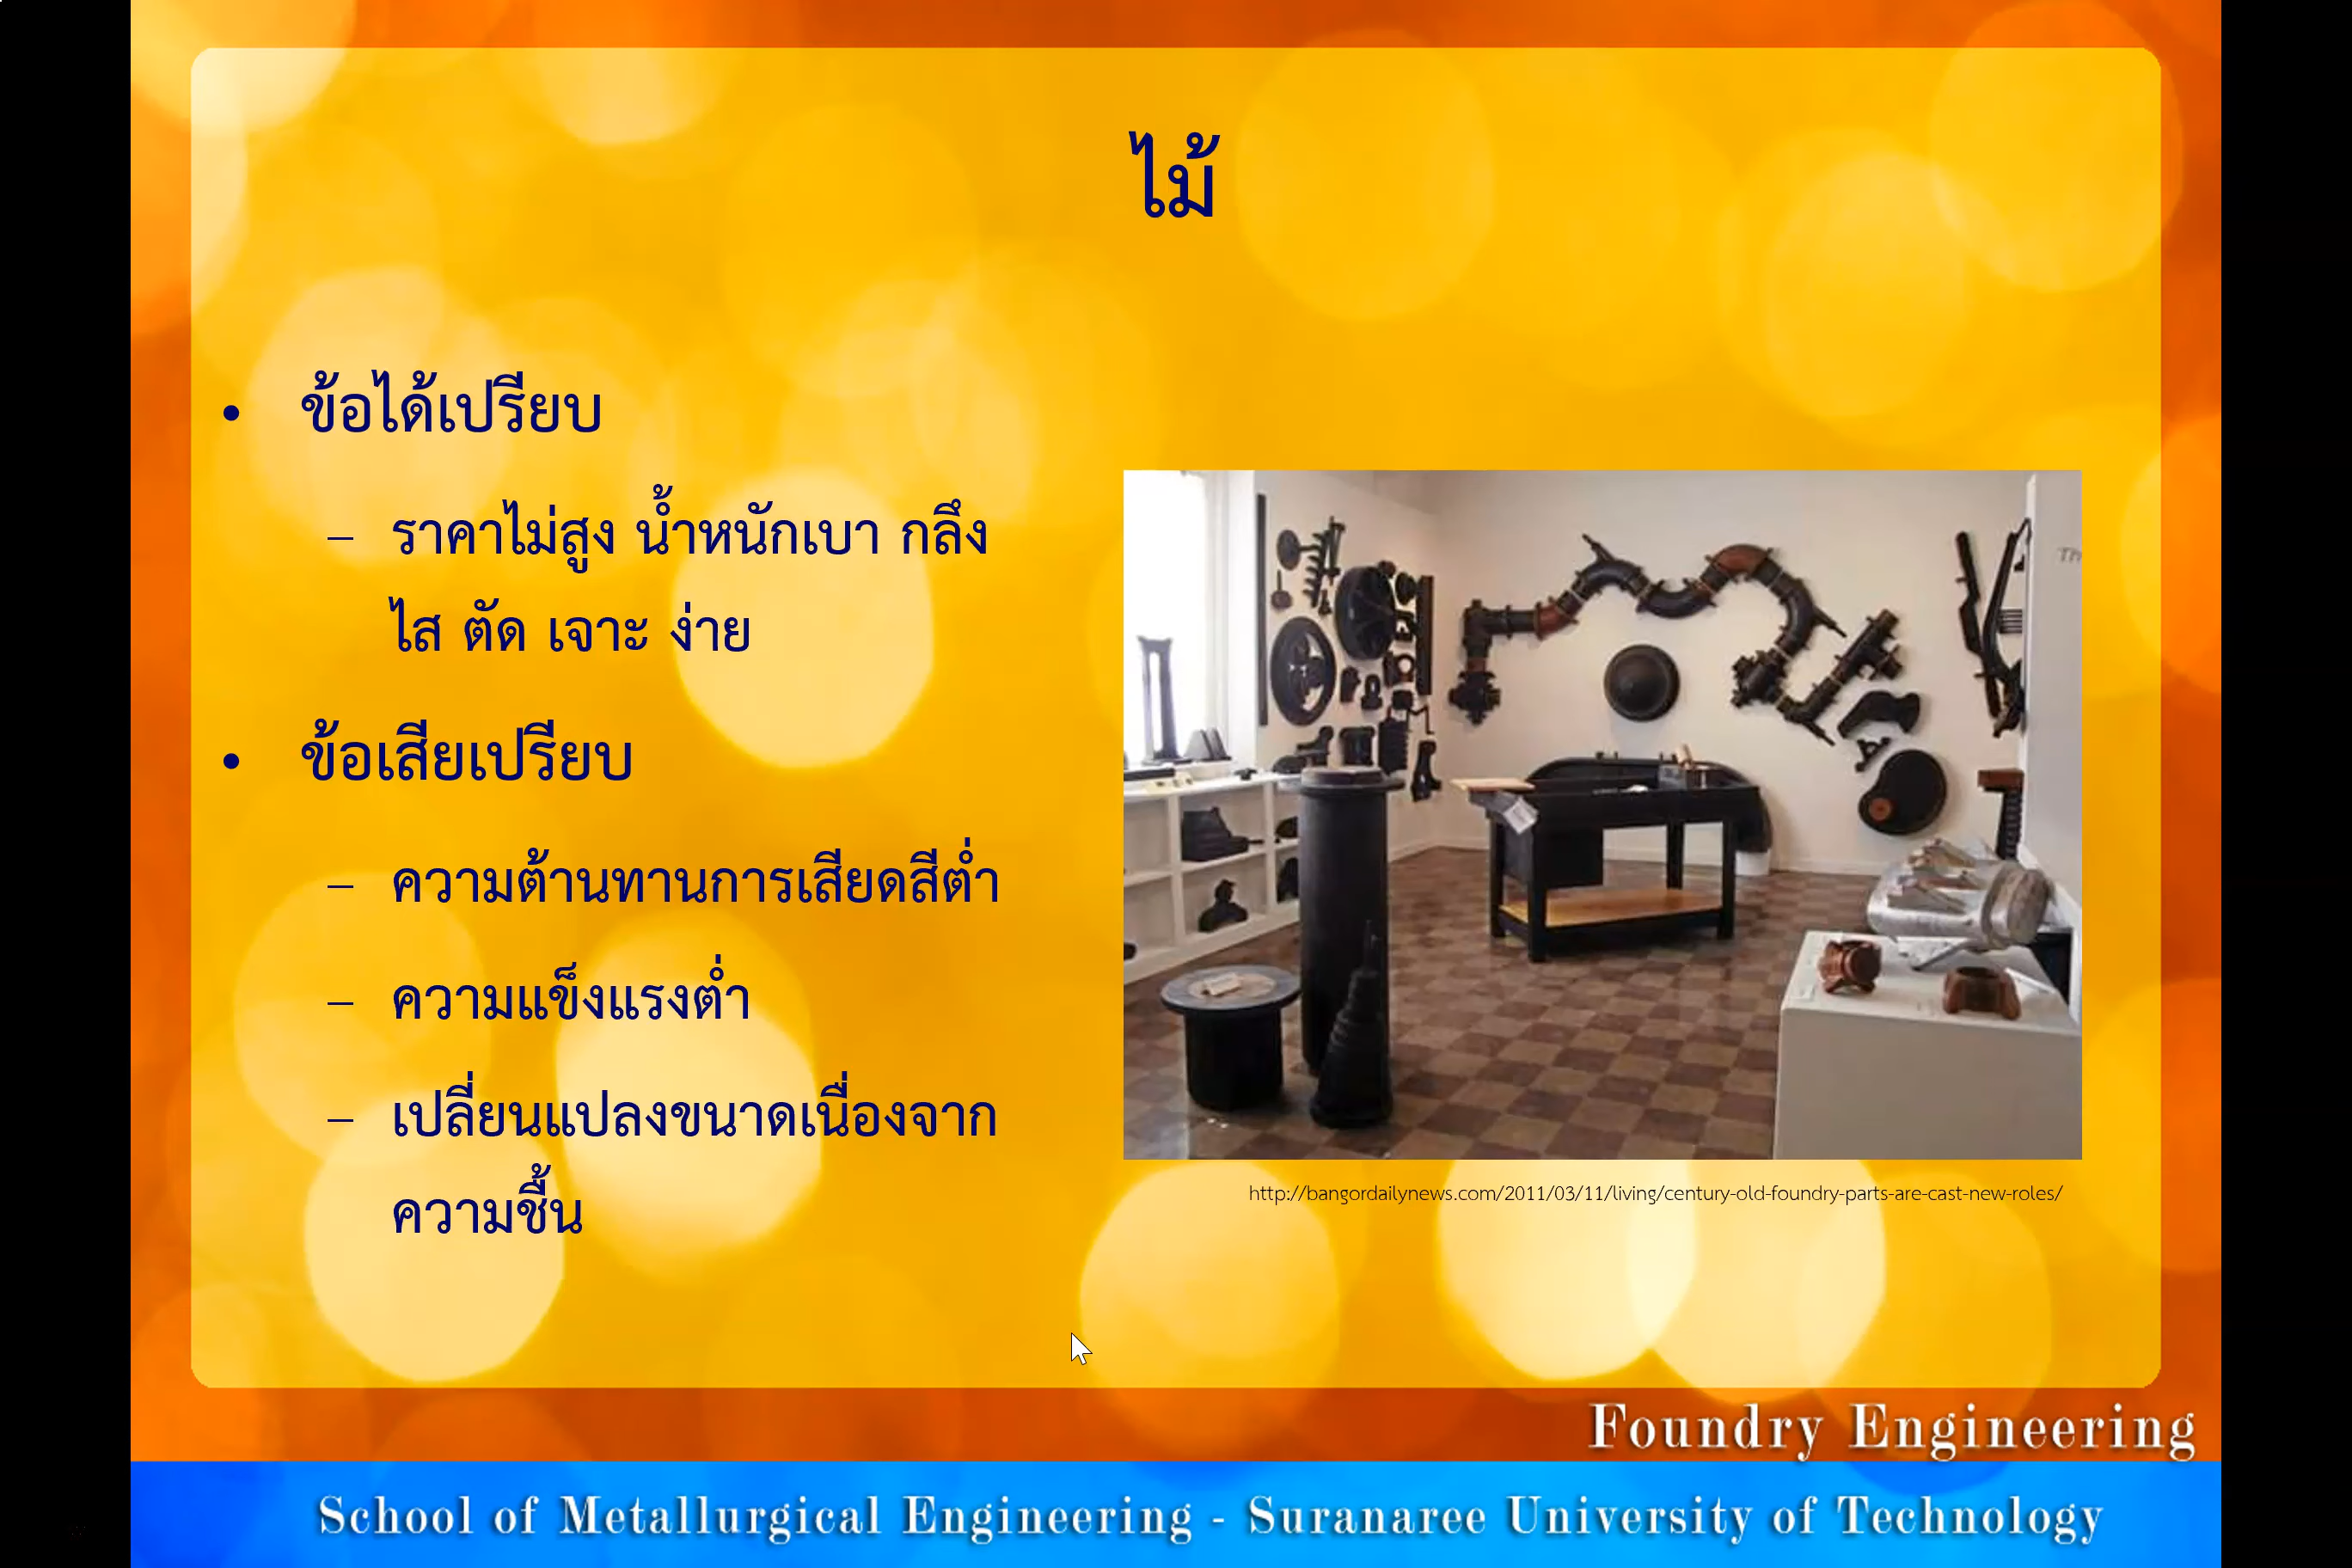 ไม้
• ข้อได้เปรียบ
– ราคาไม่สูง น้ำหนักเบา กลึง
ไส ตัด เจาะ ง่าย
• ข้อเสียเปรียบ
– ความต้านทานการเสียดสีต่ำ
– ความแข็งแรงต่ำ
– เปลี่ยนแปลงขนาดเนื่องจาก
ความชื้น
Th
http://bangordailynews.com/2011/03/11/living/century-old-foundry-parts-are-cast-new-roles/
Foundry Engineering
School of Metallurgical Engineering - Suranaree University of Technology